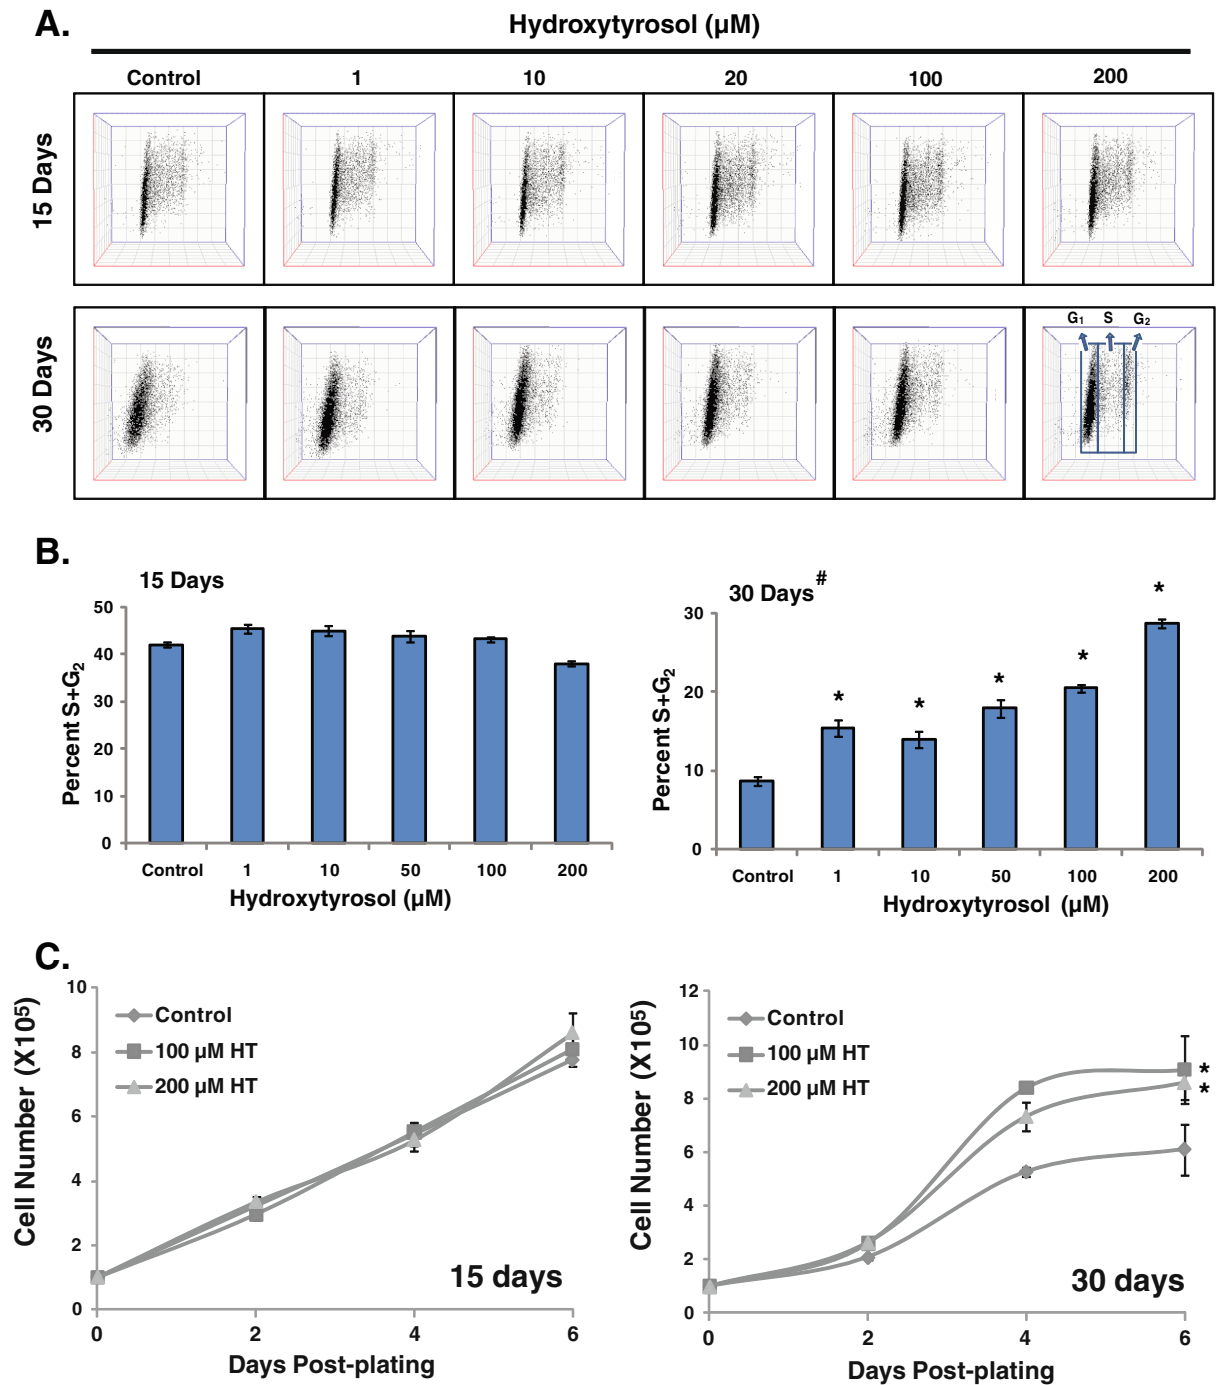 A.
Hydroxytyrosol (µM)
Control 1 10 20 100 200
15 Days
30 Days
G1 S G2
B.
15 Days
Percent S+G2
50
40
30
20
10
0
Control 1 10 50 100 200
Hydroxytyrosol (µM)
30 Days#
Percent S+G2
30
20
10
0
* * * * *
Control 1 10 50 100 200
Hydroxytyrosol (µM)
C.
Cell Number (X10⁵)
10
8
6
4
2
0
Control
100 µM HT
200 µM HT
15 days
0 2 4 6
Days Post-plating
Cell Number (X10⁵)
12
10
8
6
4
2
0
Control
100 µM HT
200 µM HT
*
*
30 days
0 2 4 6
Days Post-plating